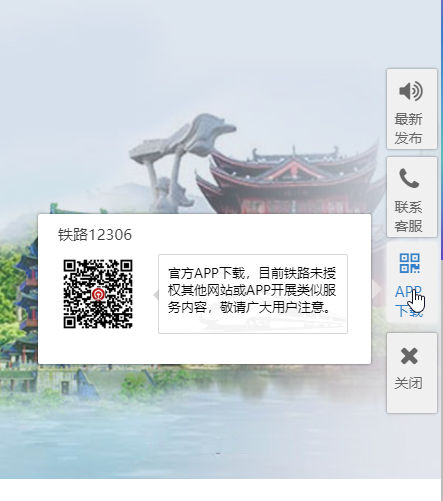 最新
发布
联系
客服
铁路12306
官方APP下载，目前铁路未授
权其他网站或APP开展类似服
务内容，敬请广大用户注意。
APP
下载
关闭